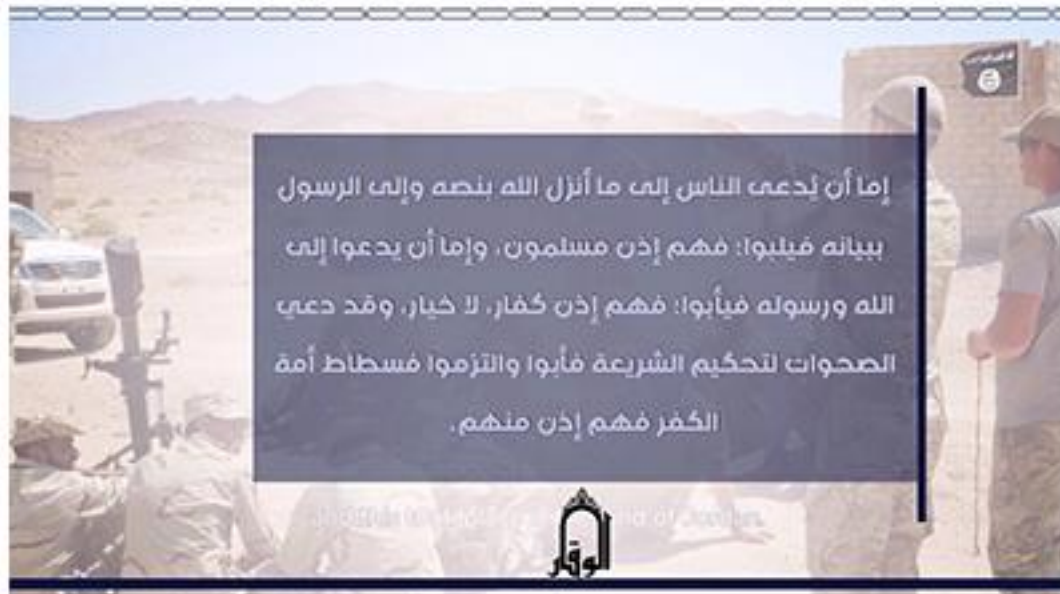 إما أن يُدعى الناس إلى ما أنزل الله بنصه وإلى الرسول
ببيانه فيلبوا؛ فهم إذن مسلمون، وإما أن يدعوا إلى
الله ورسوله فيأبوا؛ فهم إذن كفار، لا خيار، وقد دعي
الصحوات لتحكيم الشريعة فأبوا والتزموا فسطاط أمة
الكفر فهم إذن منهم.
الوقار